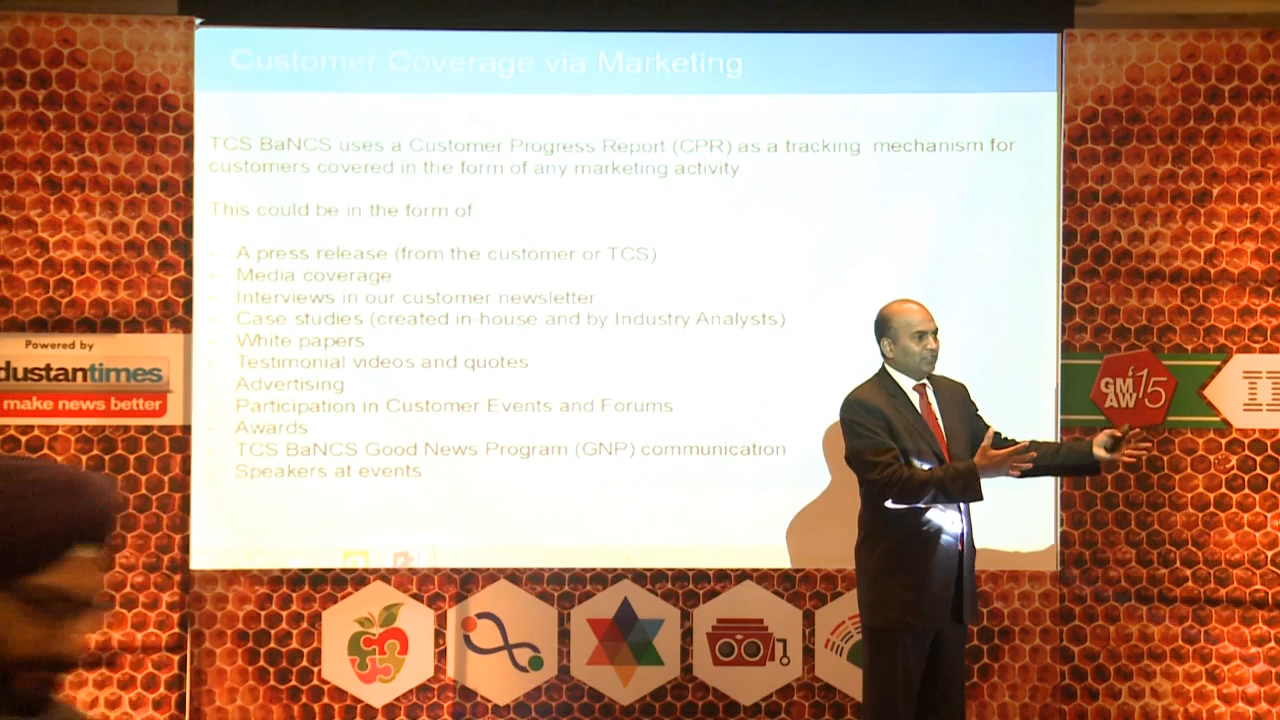 Customer Coverage via Marketing
TCS BaNCS uses a Customer Progress Report (CPR) as a tracking mechanism for
customers covered in the form of any marketing activity.
This could be in the form of:
- A press release (from the customer or TCS)
- Media coverage
- Interviews in our customer newsletter
- Case studies (created in-house and by Industry Analysts)
- White papers
- Testimonial videos and quotes
- Advertising
- Participation in Customer Events and Forums
- Awards
- TCS BaNCS Good News Program (GNP) communication
- Speakers at events
Powered by
dustantimes
make news better
GM'15
AW